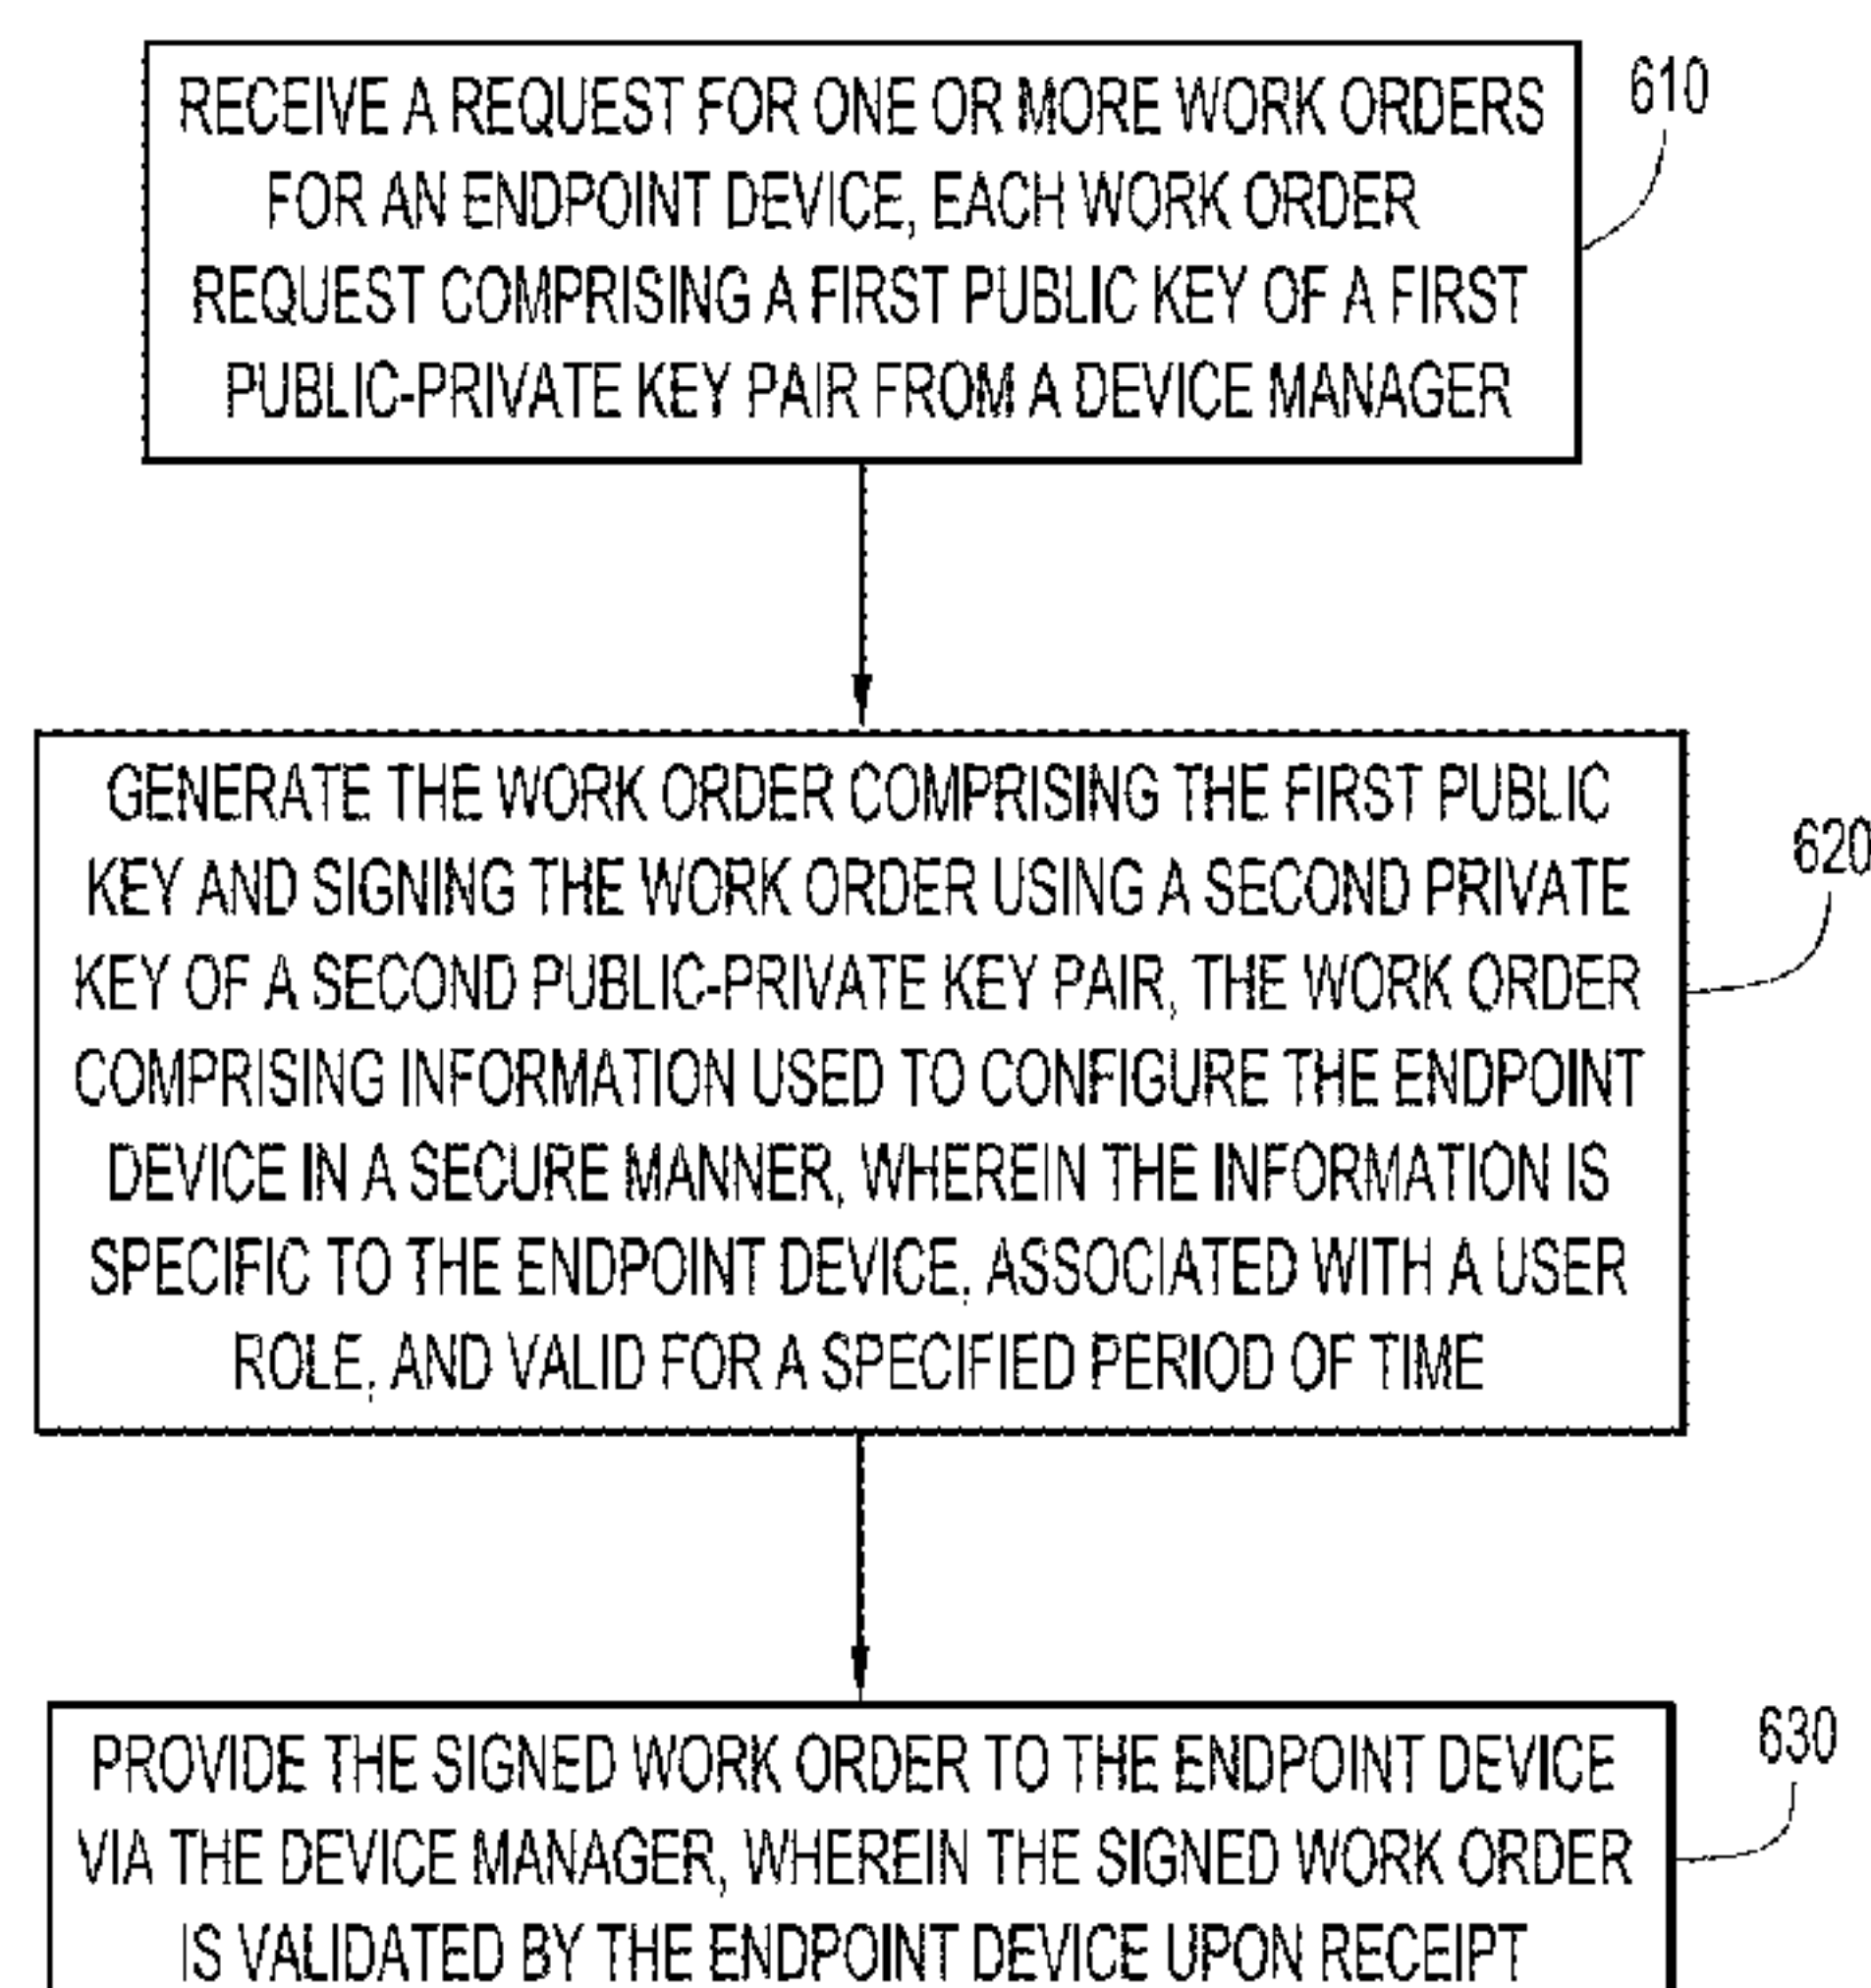 RECEIVE A REQUEST FOR ONE OR MORE WORK ORDERS
FOR AN ENDPOINT DEVICE, EACH WORK ORDER
REQUEST COMPRISING A FIRST PUBLIC KEY OF A FIRST
PUBLIC-PRIVATE KEY PAIR FROM A DEVICE MANAGER
610
GENERATE THE WORK ORDER COMPRISING THE FIRST PUBLIC
KEY AND SIGNING THE WORK ORDER USING A SECOND PRIVATE
KEY OF A SECOND PUBLIC-PRIVATE KEY PAIR, THE WORK ORDER
COMPRISING INFORMATION USED TO CONFIGURE THE ENDPOINT
DEVICE IN A SECURE MANNER, WHEREIN THE INFORMATION IS
SPECIFIC TO THE ENDPOINT DEVICE, ASSOCIATED WITH A USER
ROLE, AND VALID FOR A SPECIFIED PERIOD OF TIME
620
PROVIDE THE SIGNED WORK ORDER TO THE ENDPOINT DEVICE
VIA THE DEVICE MANAGER, WHEREIN THE SIGNED WORK ORDER
IS VALIDATED BY THE ENDPOINT DEVICE UPON RECEIPT
630